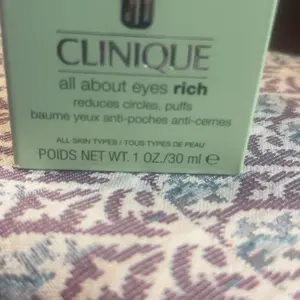 CLINIQUE
all about eyes rich
reduces circles, puffs
baume yeux anti-poches anti-cernes
ALL SKIN TYPES / TOUS TYPES DE PEAU
POIDS NET WT. 1 OZ./30 ml ℮